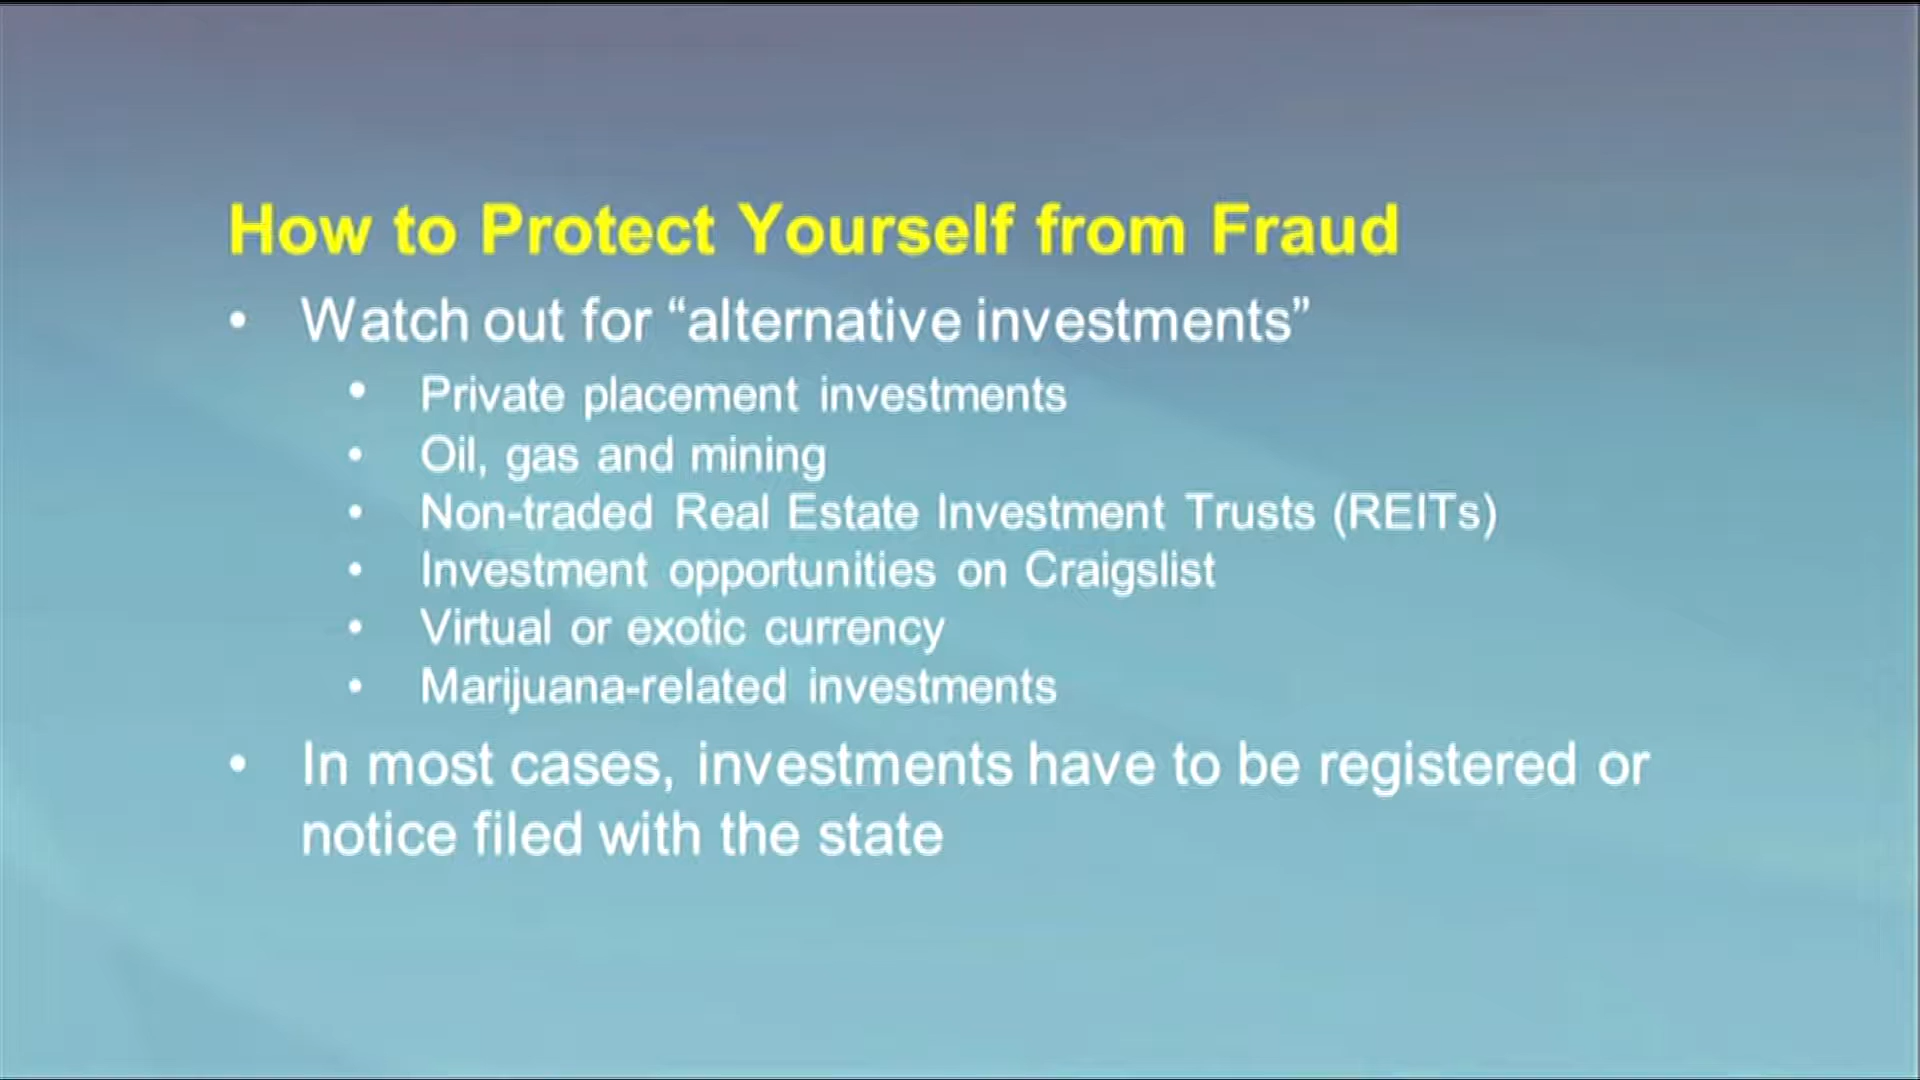 How to Protect Yourself from Fraud
• Watch out for “alternative investments”
• Private placement investments
• Oil, gas and mining
• Non-traded Real Estate Investment Trusts (REITs)
• Investment opportunities on Craigslist
• Virtual or exotic currency
• Marijuana-related investments
• In most cases, investments have to be registered or
notice filed with the state